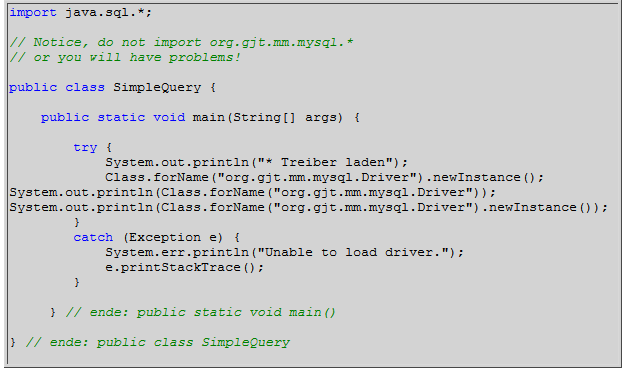 import java.sql.*;
// Notice, do not import org.gjt.mm.mysql.*
// or you will have problems!
public class SimpleQuery {
public static void main(String[] args) {
try {
System.out.println("* Treiber laden");
Class.forName("org.gjt.mm.mysql.Driver").newInstance();
System.out.println(Class.forName("org.gjt.mm.mysql.Driver"));
System.out.println(Class.forName("org.gjt.mm.mysql.Driver").newInstance());
}
catch (Exception e) {
System.err.println("Unable to load driver.");
e.printStackTrace();
}
} // ende: public static void main()
} // ende: public class SimpleQuery